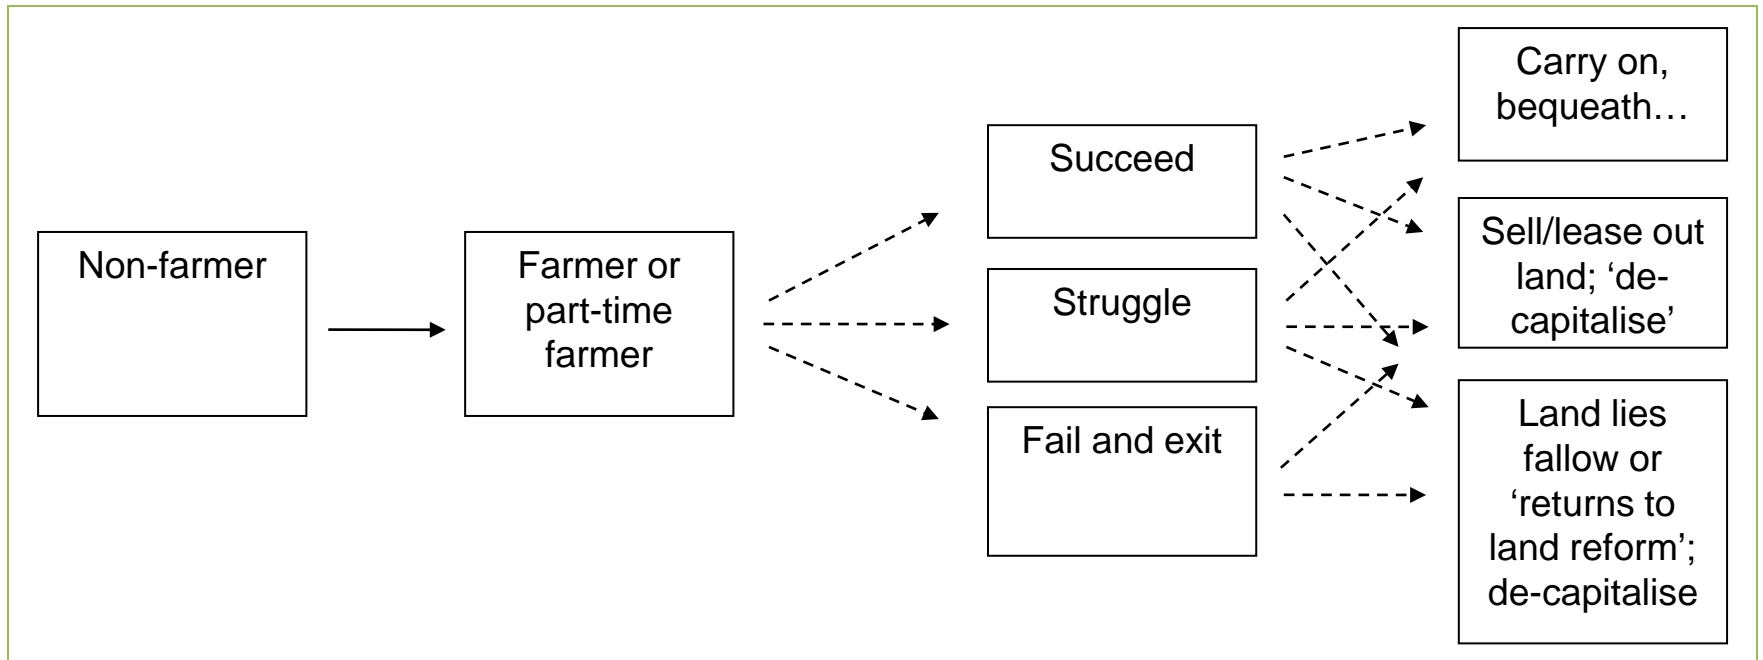 Non-farmer
Farmer or
part-time
farmer
Succeed
Struggle
Fail and exit
Carry on,
bequeath…
Sell/lease out
land; ‘de-
capitalise’
Land lies
fallow or
‘returns to
land reform’;
de-capitalise